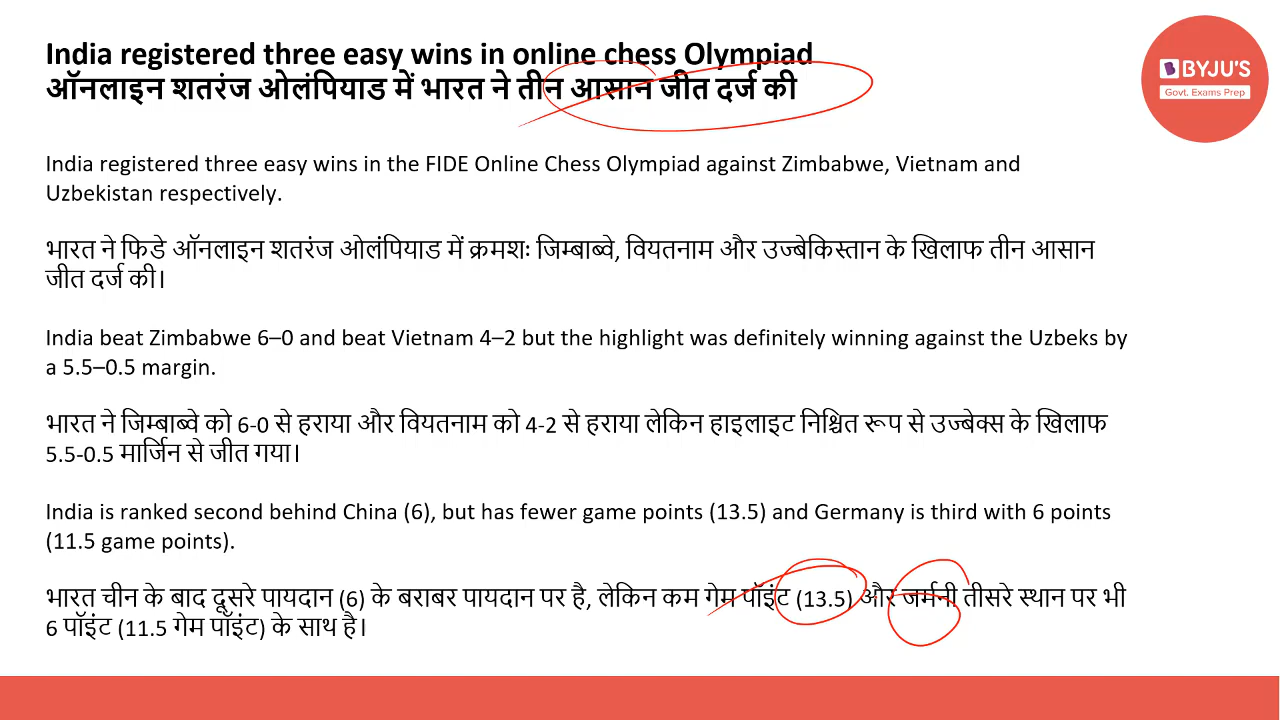 India registered three easy wins in online chess Olympiad
ऑनलाइन शतरंज ओलंपियाड में भारत ने तीन आसान जीत दर्ज की
BYJU'S
Govt. Exams Prep
India registered three easy wins in the FIDE Online Chess Olympiad against Zimbabwe, Vietnam and
Uzbekistan respectively.
भारत ने फिडे ऑनलाइन शतरंज ओलंपियाड में क्रमशः जिम्बाब्वे, वियतनाम और उज्बेकिस्तान के खिलाफ तीन आसान
जीत दर्ज की।
India beat Zimbabwe 6–0 and beat Vietnam 4–2 but the highlight was definitely winning against the Uzbeks by
a 5.5–0.5 margin.
भारत ने जिम्बाब्वे को 6-0 से हराया और वियतनाम को 4-2 से हराया लेकिन हाइलाइट निश्चित रूप से उज्बेक्स के खिलाफ
5.5-0.5 मार्जिन से जीत गया।
India is ranked second behind China (6), but has fewer game points (13.5) and Germany is third with 6 points
(11.5 game points).
भारत चीन के बाद दूसरे पायदान (6) के बराबर पायदान पर है, लेकिन कम गेम पॉइंट (13.5) और जर्मनी तीसरे स्थान पर भी
6 पॉइंट (11.5 गेम पॉइंट) के साथ है।